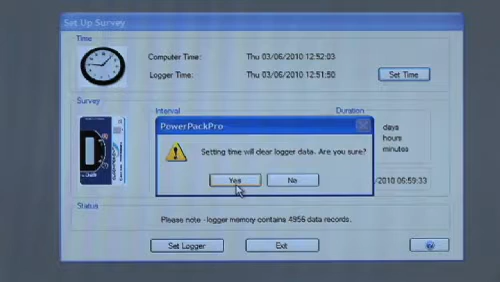 Set Up Survey
Time
Computer Time: Thu 03/06/2010 12:52:03
Logger Time: Thu 03/06/2010 12:51:50
Set Time
Survey
Interval
Duration
PowerPackPro
days
hours
minutes
Setting time will clear logger data. Are you sure?
Yes
No
/2010 06:59:33
Status
Please note - logger memory contains 4956 data records.
Set Logger
Exit